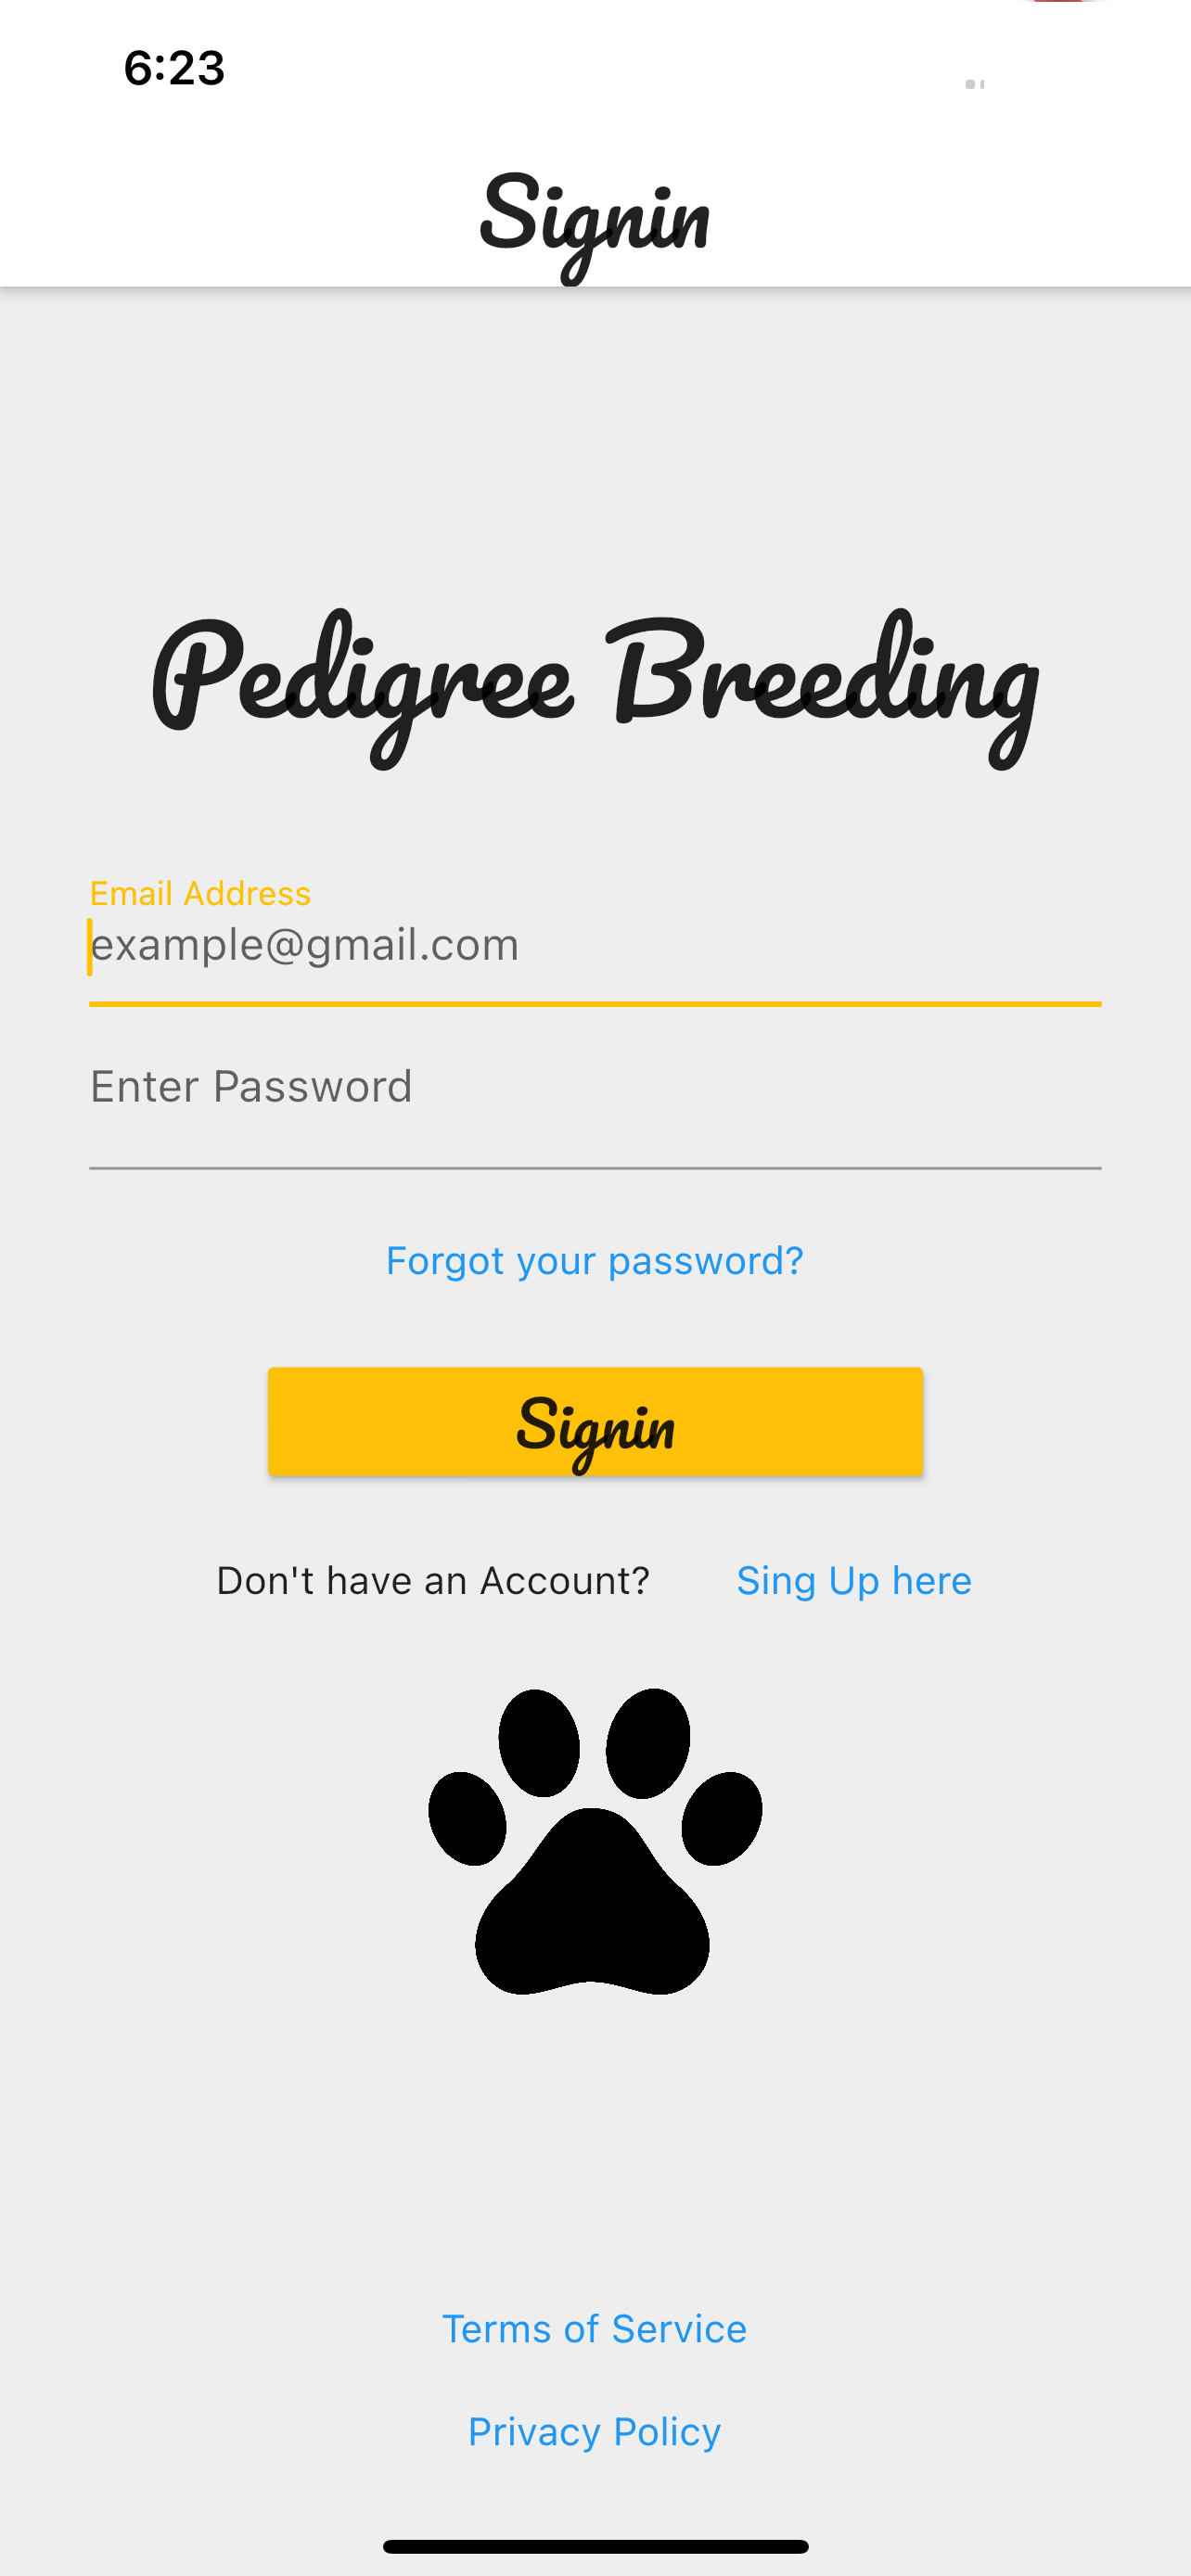 6:23
Signin
Pedigree Breeding
Email Address
example@gmail.com
Enter Password
Forgot your password?
Signin
Don't have an Account? Sing Up here
Terms of Service
Privacy Policy